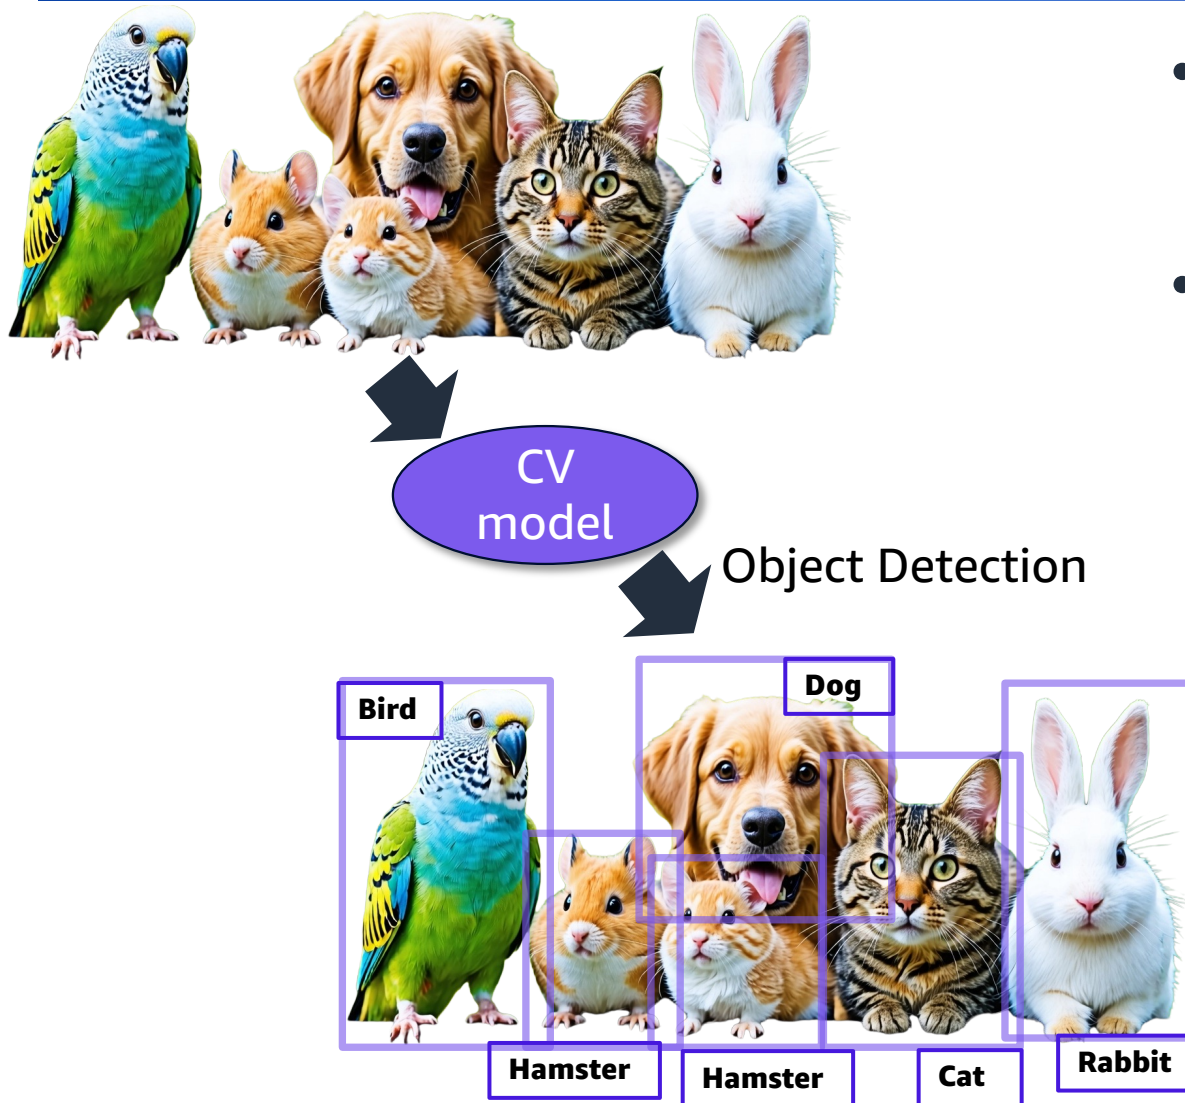 CV
model
Object Detection
Dog
Bird
Hamster
Hamster
Cat
Rabbit